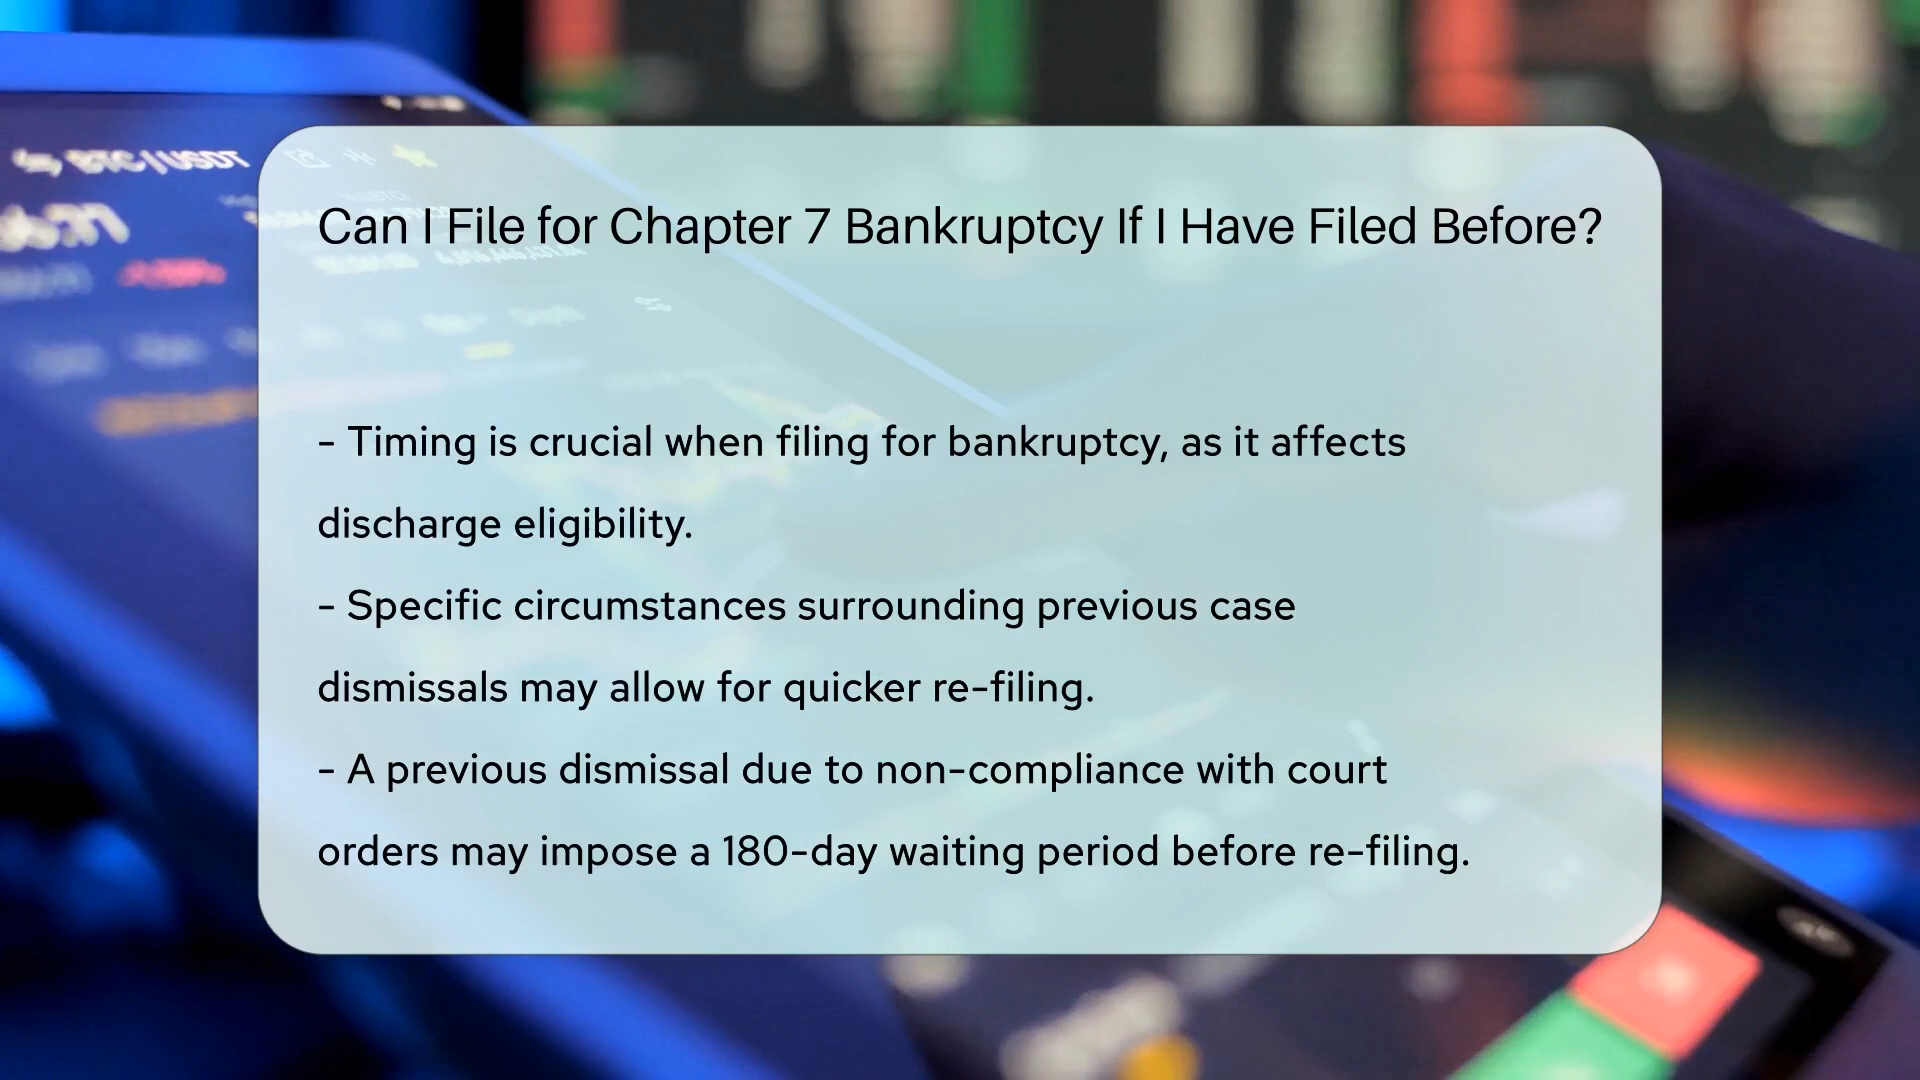 Can I File for Chapter 7 Bankruptcy If I Have Filed Before?
- Timing is crucial when filing for bankruptcy, as it affects
discharge eligibility.
- Specific circumstances surrounding previous case
dismissals may allow for quicker re-filing.
- A previous dismissal due to non-compliance with court
orders may impose a 180-day waiting period before re-filing.
BTC/USDT